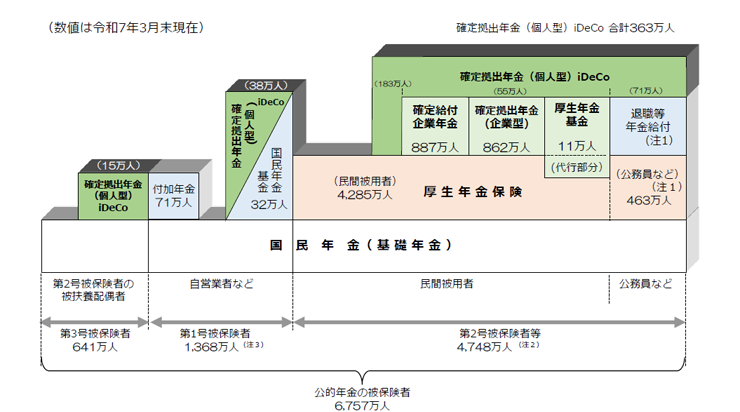 （数値は令和7年3月末現在）
確定拠出年金（個人型）iDeCo 合計363万人
確定拠出年金（個人型）iDeCo
（38万人）
（183万人）
（55万人）
（71万人）
iDeCo
（個人型）
確定拠出年金
国民年金
基金
32万人
確定給付
企業年金
887万人
確定拠出年金
（企業型）
862万人
厚生年金
基金
11万人
（代行部分）
退職等
年金給付
（注1）
（15万人）
確定拠出年金
（個人型）
iDeCo
付加年金
71万人
（民間被用者）
4,285万人
厚生年金保険
（公務員など）
（注１）
463万人
国民年金（基礎年金）
第2号被保険者の
被扶養配偶者
自営業者など
民間被用者
公務員など
第3号被保険者
641万人
第1号被保険者
1,368万人（注３）
第2号被保険者等
4,748万人（注２）
公的年金の被保険者
6,757万人